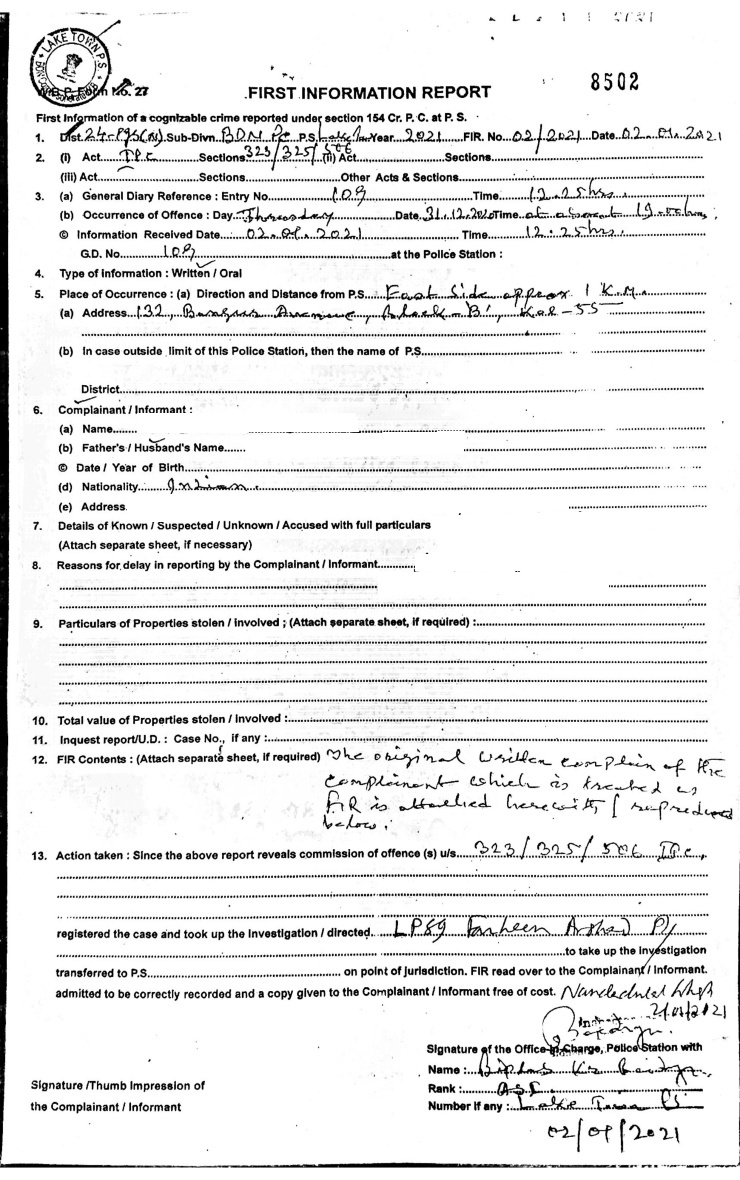 LAKE TOWN P.S.
W.B.P. Form No. 27
FIRST INFORMATION REPORT
8502
First Information of a cognizable crime reported under section 154 Cr. P. C. at P. S.
1. Dist. 24-Pgs(N) Sub-Divn. BDN Pc P.S. Lake Year 2021 FIR. No. 02/2021 Date 02.01.2021
2. (i) Act IPC Sections 323/325/506 (ii) Act Sections
(iii) Act Sections Other Acts & Sections
3. (a) General Diary Reference : Entry No. 109 Time 12.25 hrs.
(b) Occurrence of Offence : Day Thursday Date 31.12.2020 Time at about 19.00 hrs
© Information Received Date 02.01.2021 Time 12.25 hrs.
G.D. No. 109 at the Police Station :
4. Type of Information : Written / Oral
5. Place of Occurrence : (a) Direction and Distance from P.S. East Side approx 1 K.M.
(a) Address 132, Bangur Avenue, Block-'B', Kol-55
(b) In case outside limit of this Police Station, then the name of P.S.
District
6. Complainant / Informant :
(a) Name
(b) Father's / Husband's Name
© Date / Year of Birth
(d) Nationality Indian
(e) Address
7. Details of Known / Suspected / Unknown / Accused with full particulars
(Attach separate sheet, if necessary)
8. Reasons for delay in reporting by the Complainant / Informant
9. Particulars of Properties stolen / involved ; (Attach separate sheet, if required) :
10. Total value of Properties stolen / involved :
11. Inquest report/U.D. : Case No., if any :
12. FIR Contents : (Attach separate sheet, if required) The original written complain of the
complainant which is treated as
FIR is attached herewith / reproduced
below :
13. Action taken : Since the above report reveals commission of offence (s) u/s 323/325/506 IPC,
registered the case and took up the Investigation / directed LPSI Farheen Arshad PI
to take up the investigation
transferred to P.S. on point of jurisdiction. FIR read over to the Complainant / Informant.
admitted to be correctly recorded and a copy given to the Complainant / Informant free of cost.
2/01/2021
Signature of the Office-in-Charge, Police Station with
Name : Biplab Kr
Rank : ASI
Number if any : Lake Town PS
Signature /Thumb Impression of
the Complainant / Informant
02/01/2021